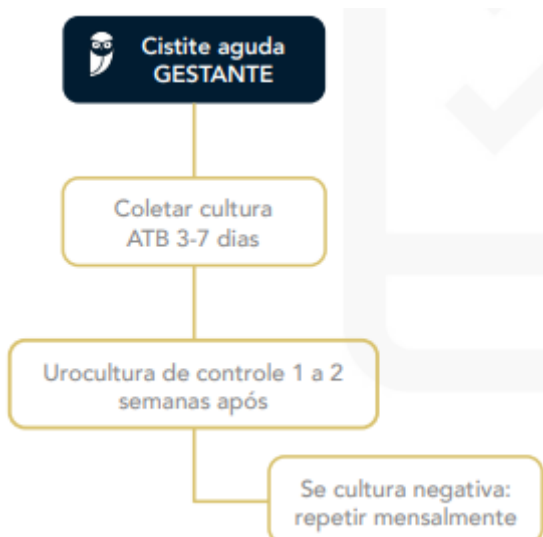 Cistite aguda
GESTANTE
Coletar cultura
ATB 3-7 dias
Urocultura de controle 1 a 2
semanas após
Se cultura negativa:
repetir mensalmente